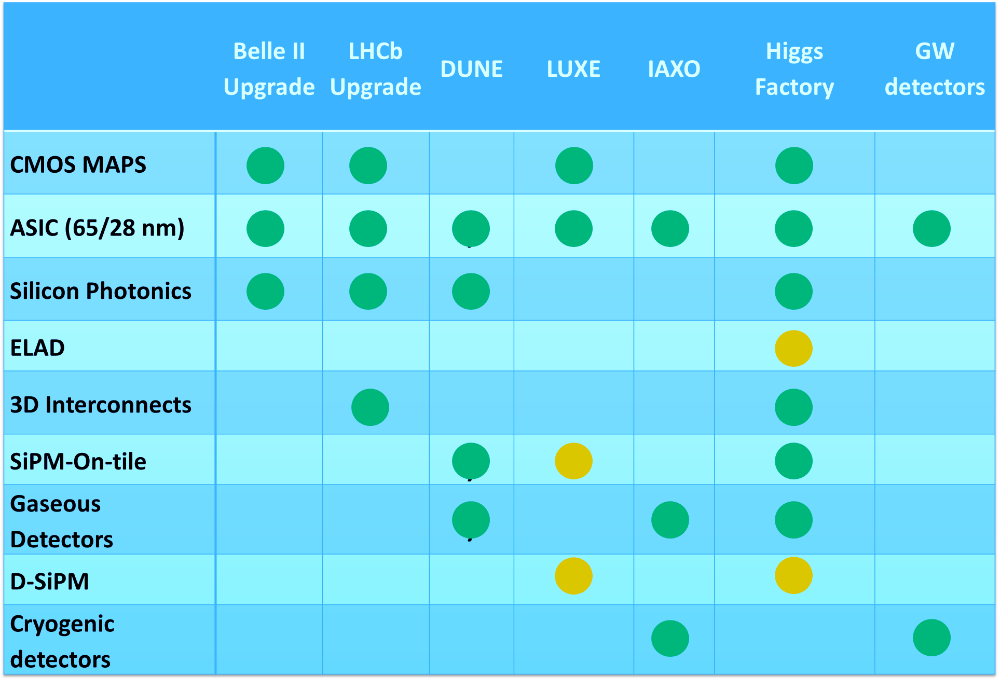 Belle II
Upgrade
LHCb
Upgrade
DUNE
LUXE
IAXO
Higgs
Factory
GW
detectors
CMOS MAPS
ASIC (65/28 nm)
Silicon Photonics
ELAD
3D Interconnects
SiPM-On-tile
Gaseous
Detectors
D-SiPM
Cryogenic
detectors